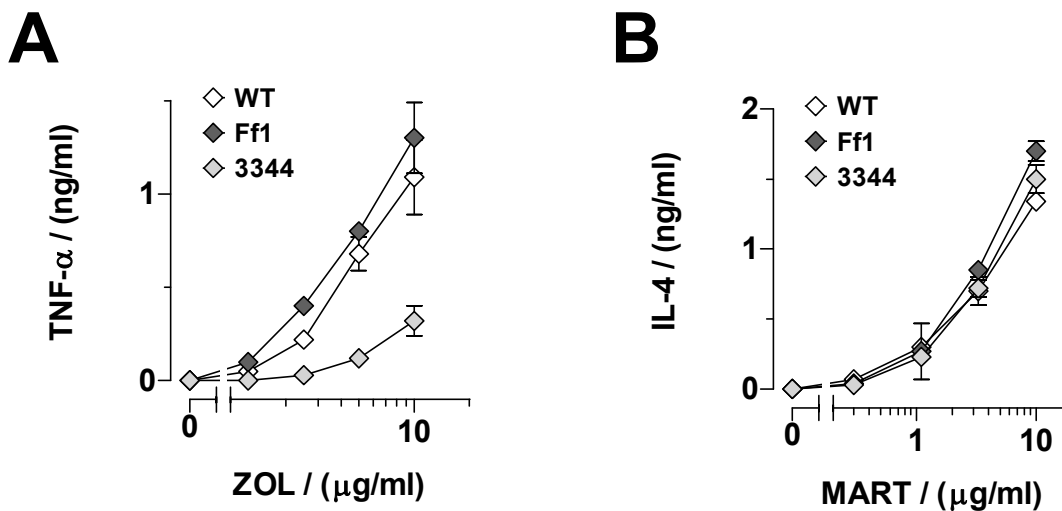 A
WT
Ff1
3344
TNF-α / (ng/ml)
1
0
0
10
ZOL / (μg/ml)
B
WT
Ff1
3344
IL-4 / (ng/ml)
2
1
0
0
1
10
MART / (μg/ml)